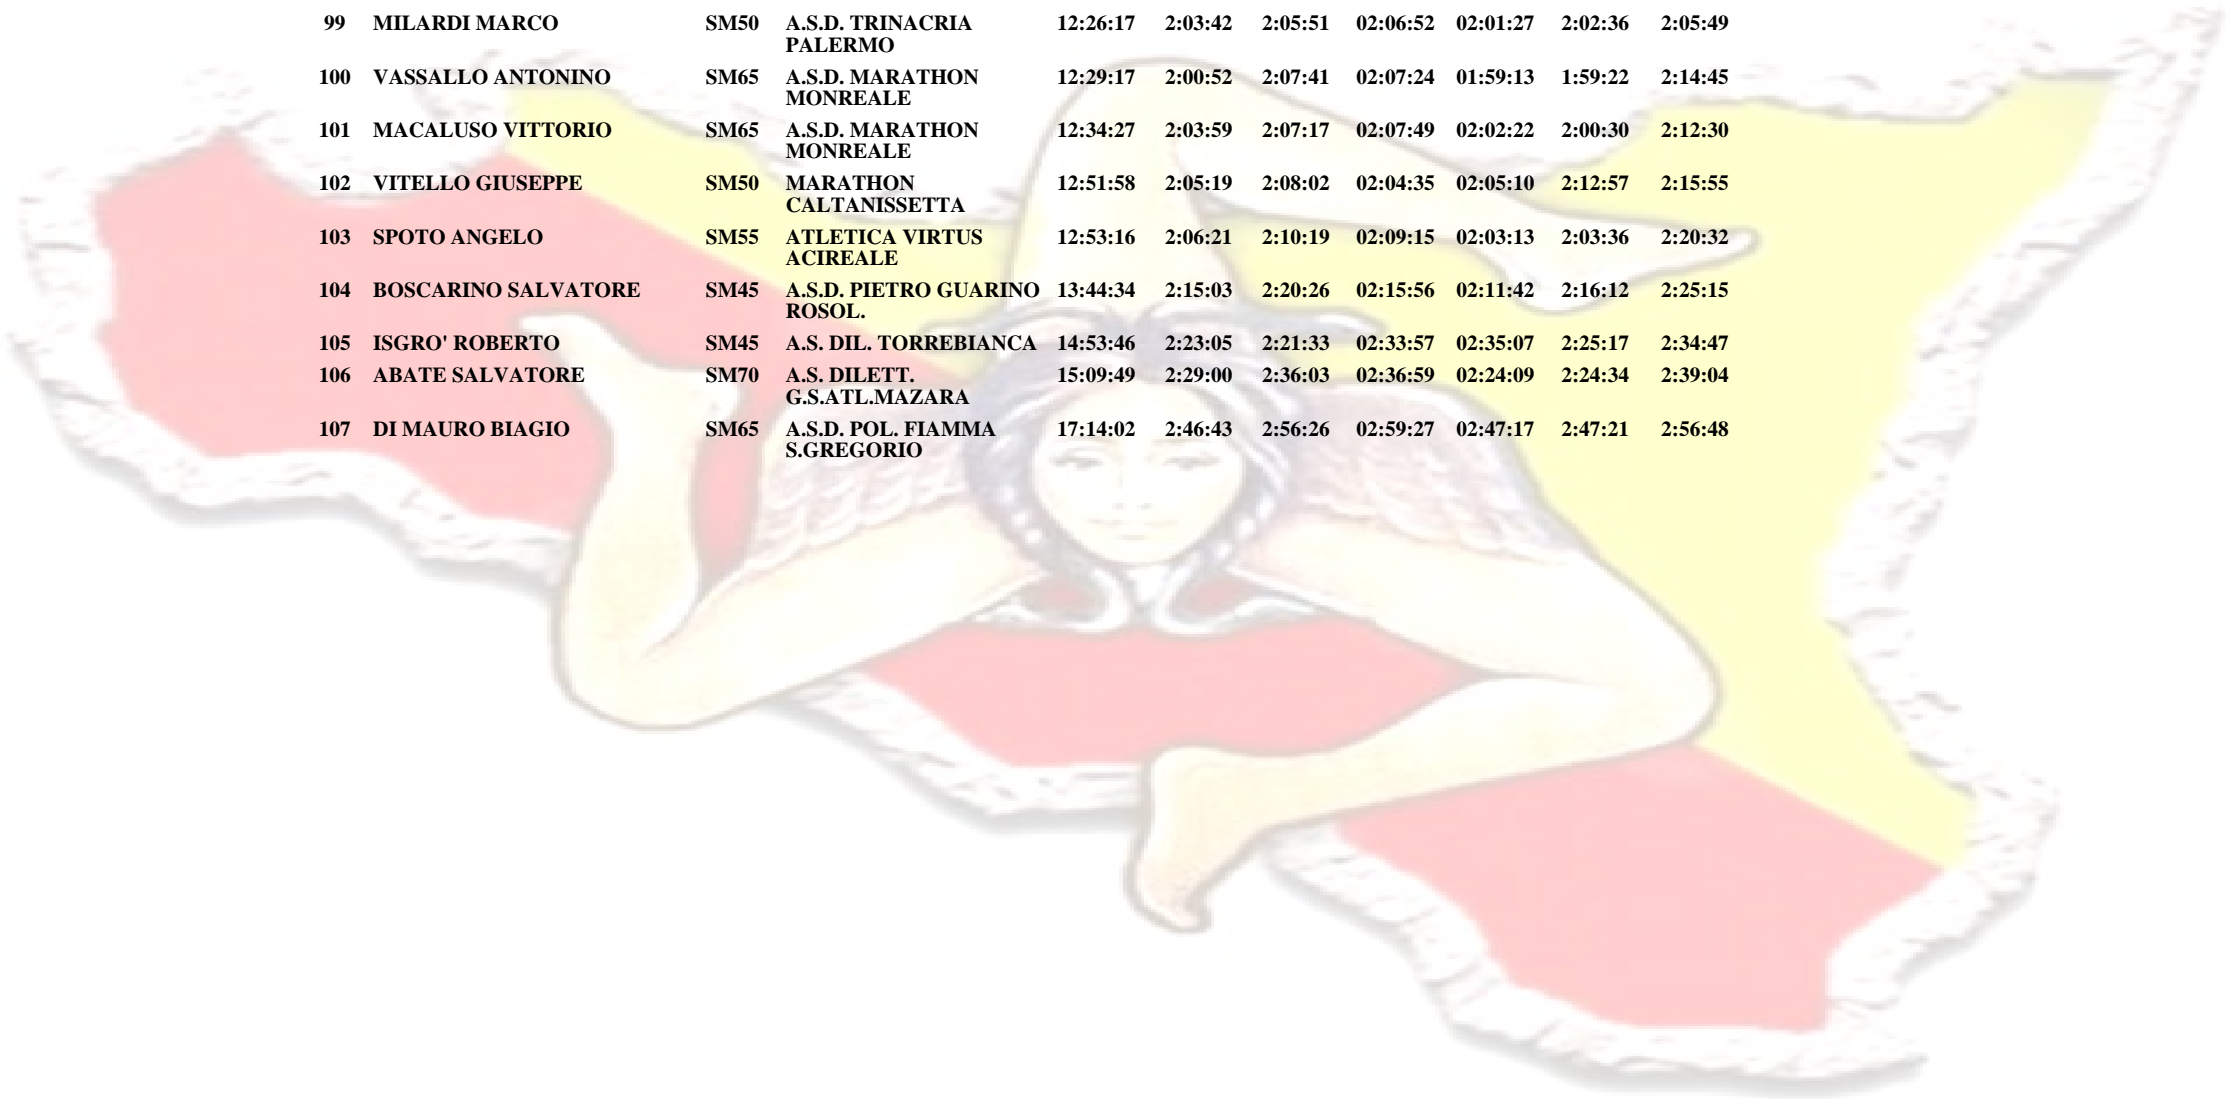 99 MILARDI MARCO SM50 A.S.D. TRINACRIA 12:26:17 2:03:42 2:05:51 02:06:52 02:01:27 2:02:36 2:05:49
PALERMO
100 VASSALLO ANTONINO SM65 A.S.D. MARATHON 12:29:17 2:00:52 2:07:41 02:07:24 01:59:13 1:59:22 2:14:45
MONREALE
101 MACALUSO VITTORIO SM65 A.S.D. MARATHON 12:34:27 2:03:59 2:07:17 02:07:49 02:02:22 2:00:30 2:12:30
MONREALE
102 VITELLO GIUSEPPE SM50 MARATHON 12:51:58 2:05:19 2:08:02 02:04:35 02:05:10 2:12:57 2:15:55
CALTANISSETTA
103 SPOTO ANGELO SM55 ATLETICA VIRTUS 12:53:16 2:06:21 2:10:19 02:09:15 02:03:13 2:03:36 2:20:32
ACIREALE
104 BOSCARINO SALVATORE SM45 A.S.D. PIETRO GUARINO 13:44:34 2:15:03 2:20:26 02:15:56 02:11:42 2:16:12 2:25:15
ROSOL.
105 ISGRO' ROBERTO SM45 A.S. DIL. TORREBIANCA 14:53:46 2:23:05 2:21:33 02:33:57 02:35:07 2:25:17 2:34:47
106 ABATE SALVATORE SM70 A.S. DILETT. 15:09:49 2:29:00 2:36:03 02:36:59 02:24:09 2:24:34 2:39:04
G.S.ATL.MAZARA
107 DI MAURO BIAGIO SM65 A.S.D. POL. FIAMMA 17:14:02 2:46:43 2:56:26 02:59:27 02:47:17 2:47:21 2:56:48
S.GREGORIO